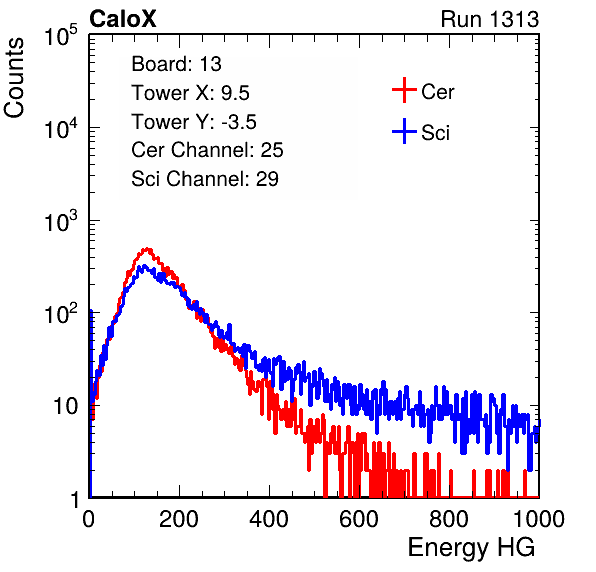 CaloX Run 1313
Counts
Board: 13
Tower X: 9.5
Tower Y: -3.5
Cer Channel: 25
Sci Channel: 29
Cer
Sci
10^5
10^4
10^3
10^2
10
1
0 200 400 600 800 1000
Energy HG